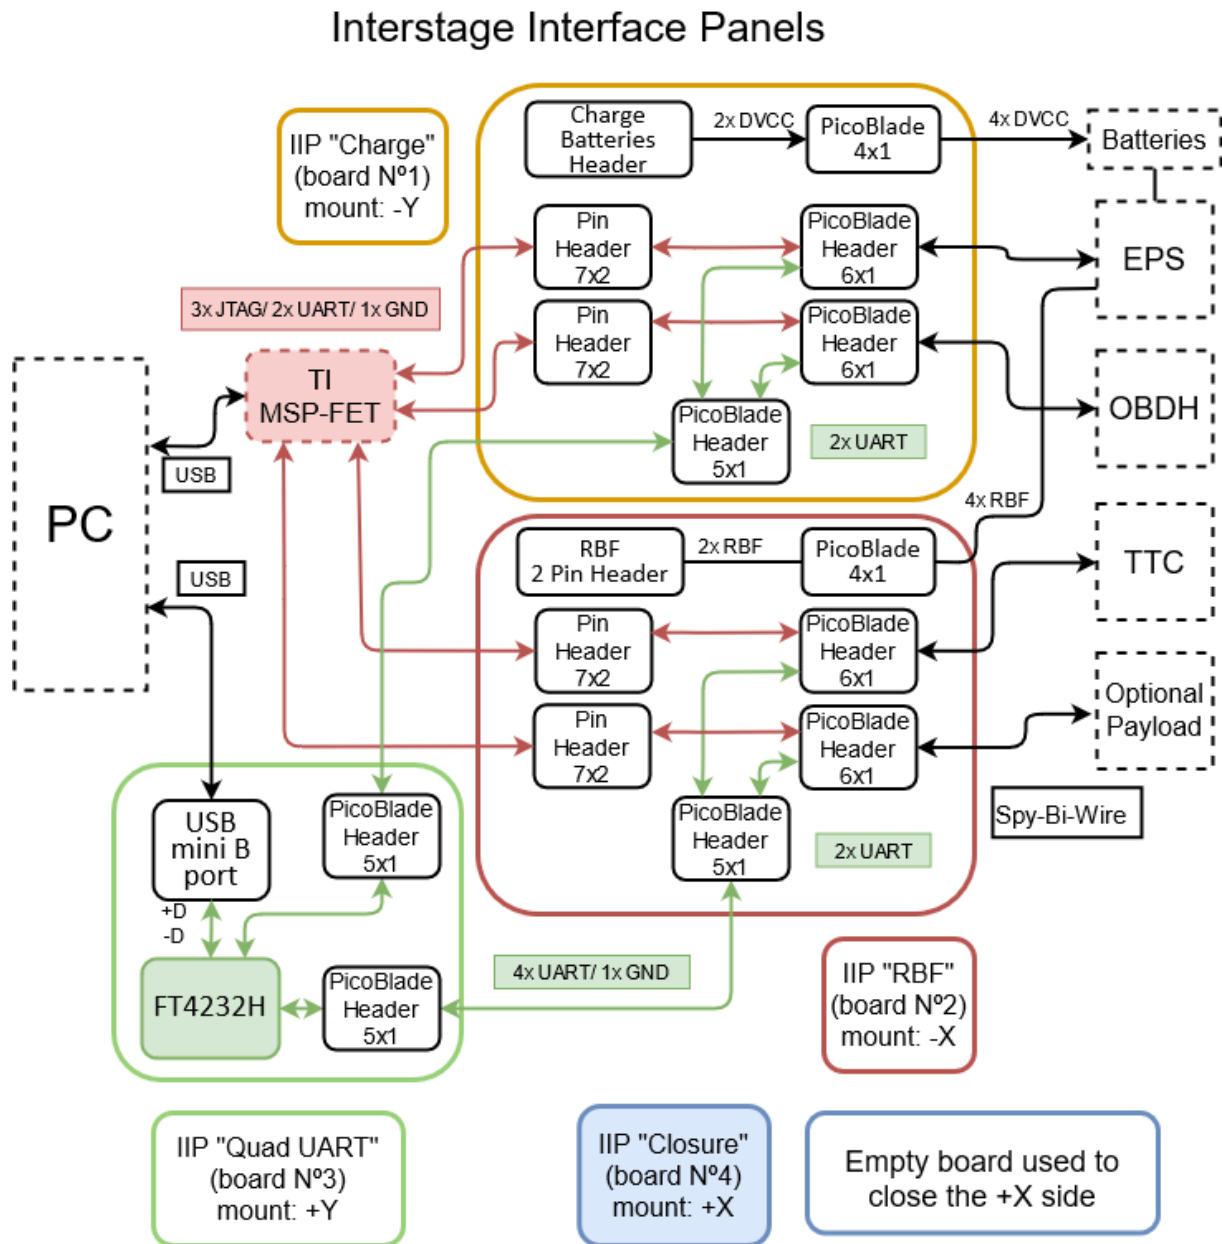 Interstage Interface Panels
IIP "Charge"
(board Nº1)
mount: -Y
Charge
Batteries
Header
2x DVCC
PicoBlade
4x1
4x DVCC
Batteries
Pin
Header
7x2
PicoBlade
Header
6x1
EPS
3x JTAG/ 2x UART/ 1x GND
Pin
Header
7x2
PicoBlade
Header
6x1
TI
MSP-FET
OBDH
PicoBlade
Header
5x1
2x UART
USB
PC
4x RBF
RBF
2 Pin Header
2x RBF
PicoBlade
4x1
TTC
USB
Pin
Header
7x2
PicoBlade
Header
6x1
Optional
Payload
Pin
Header
7x2
PicoBlade
Header
6x1
Spy-Bi-Wire
USB
mini B
port
PicoBlade
Header
5x1
PicoBlade
Header
5x1
2x UART
+D
-D
FT4232H
PicoBlade
Header
5x1
4x UART/ 1x GND
IIP "RBF"
(board Nº2)
mount: -X
IIP "Quad UART"
(board Nº3)
mount: +Y
IIP "Closure"
(board Nº4)
mount: +X
Empty board used to
close the +X side